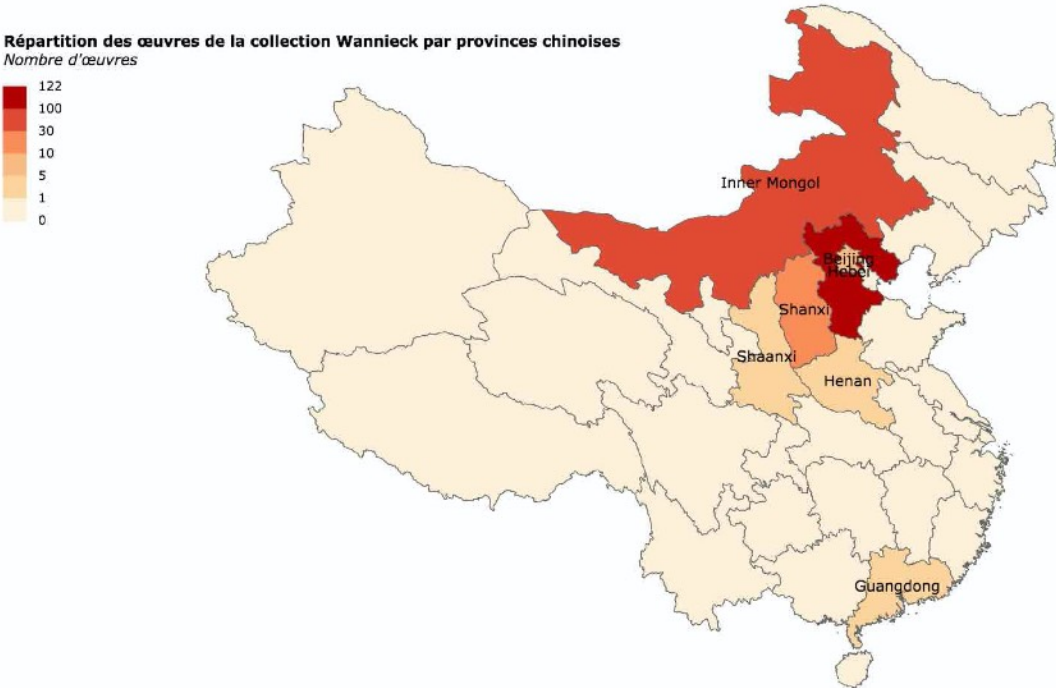 Répartition des œuvres de la collection Wannieck par provinces chinoises
Nombre d'œuvres
122
100
30
10
5
1
0
Inner Mongol
Beijing
Hebei
Shanxi
Shaanxi
Henan
Guangdong